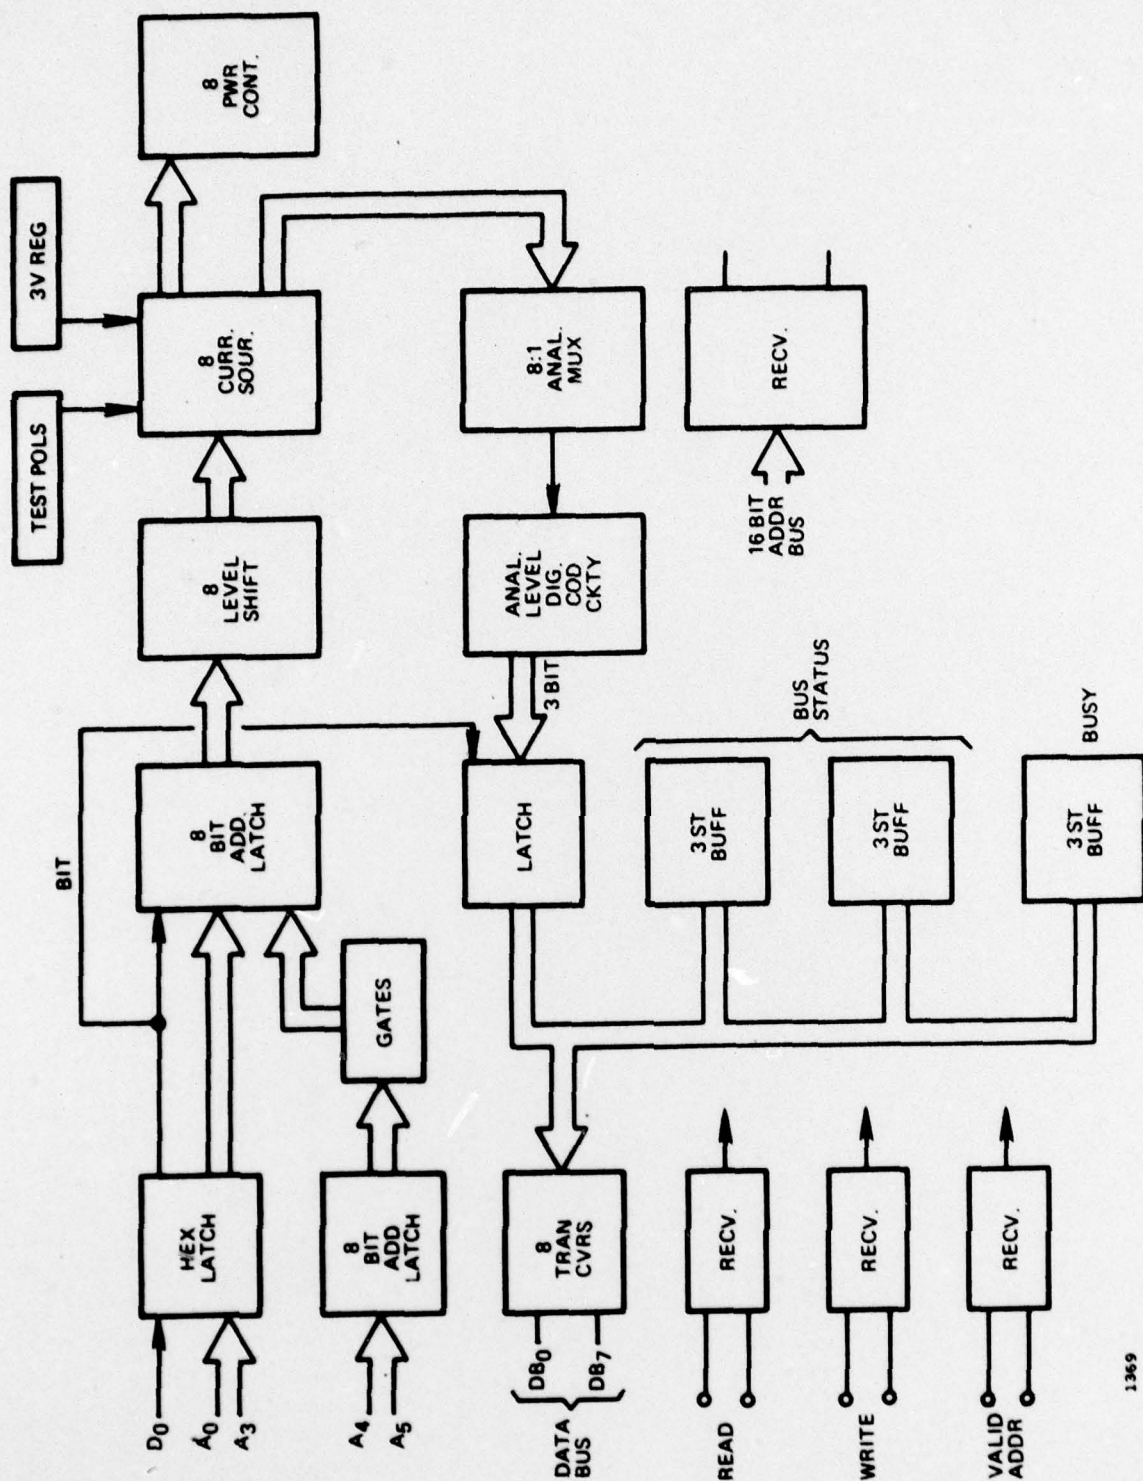 D0
A0
A3
HEX
LATCH
BIT
8
BIT
ADD.
LATCH
8
LEVEL
SHIFT
TEST POLS
3V REG
8
CURR.
SOUR.
8
PWR
CONT.
A4
A5
8
BIT
ADD
LATCH
GATES
DATA
BUS
DB0
DB7
8
TRAN
CVRS
LATCH
3 BIT
ANAL.
LEVEL
DIG.
COD
CKTY
8:1
ANAL.
MUX
READ
RECV.
3 ST
BUFF
BUS
STATUS
16 BIT
ADDR
BUS
RECV.
WRITE
RECV.
3 ST
BUFF
VALID
ADDR
RECV.
3 ST
BUFF
BUSY
1369